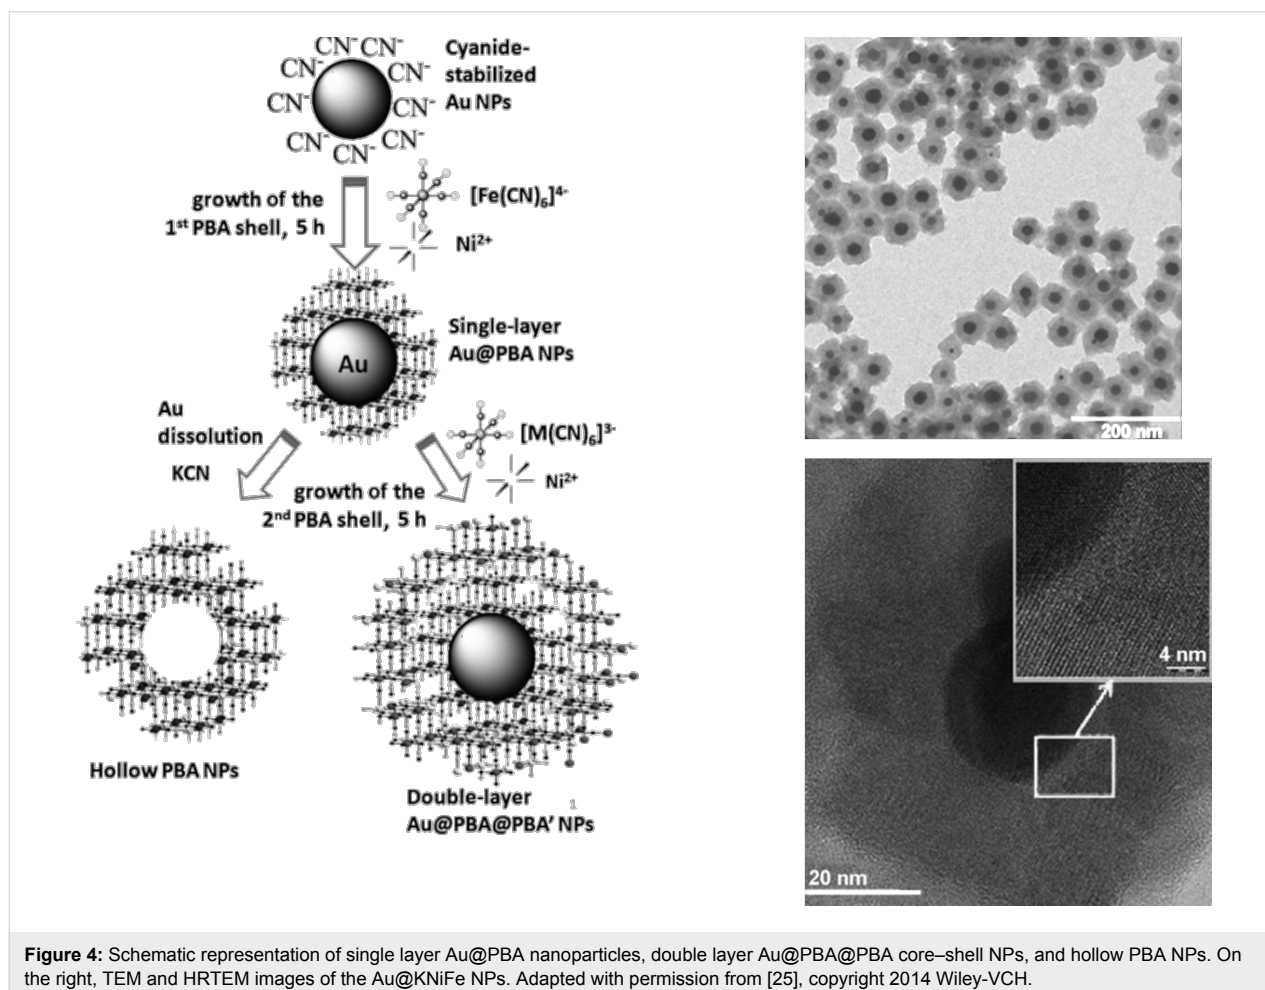 CN⁻ CN⁻ CN⁻
CN⁻ CN⁻
CN⁻ CN⁻
CN⁻ CN⁻ CN⁻
Cyanide-
stabilized
Au NPs
growth of the
1st PBA shell, 5 h
[Fe(CN)₆]⁴⁻
Ni²⁺
Au
Single-layer
Au@PBA NPs
Au
dissolution
KCN
[M(CN)₆]³⁻
Ni²⁺
growth of the
2nd PBA shell, 5 h
Hollow PBA NPs
Double-layer
1
Au@PBA@PBA' NPs
200 nm
4 nm
20 nm
Figure 4: Schematic representation of single layer Au@PBA nanoparticles, double layer Au@PBA@PBA core–shell NPs, and hollow PBA NPs. On
the right, TEM and HRTEM images of the Au@KNiFe NPs. Adapted with permission from [25], copyright 2014 Wiley-VCH.